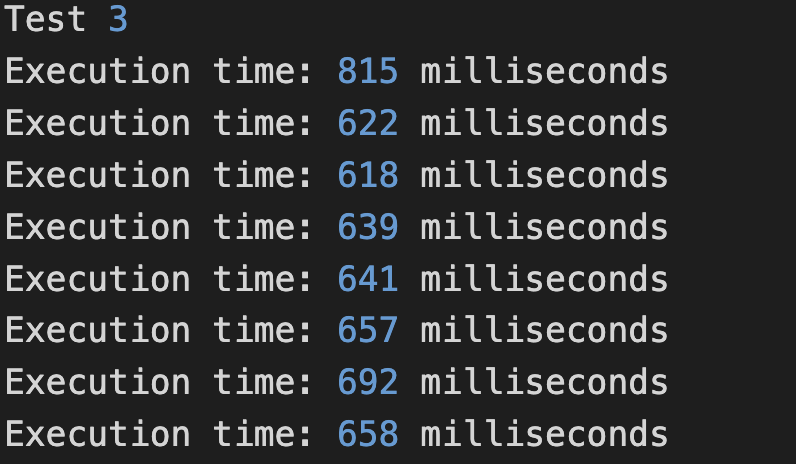 Test 3
Execution time: 815 milliseconds
Execution time: 622 milliseconds
Execution time: 618 milliseconds
Execution time: 639 milliseconds
Execution time: 641 milliseconds
Execution time: 657 milliseconds
Execution time: 692 milliseconds
Execution time: 658 milliseconds